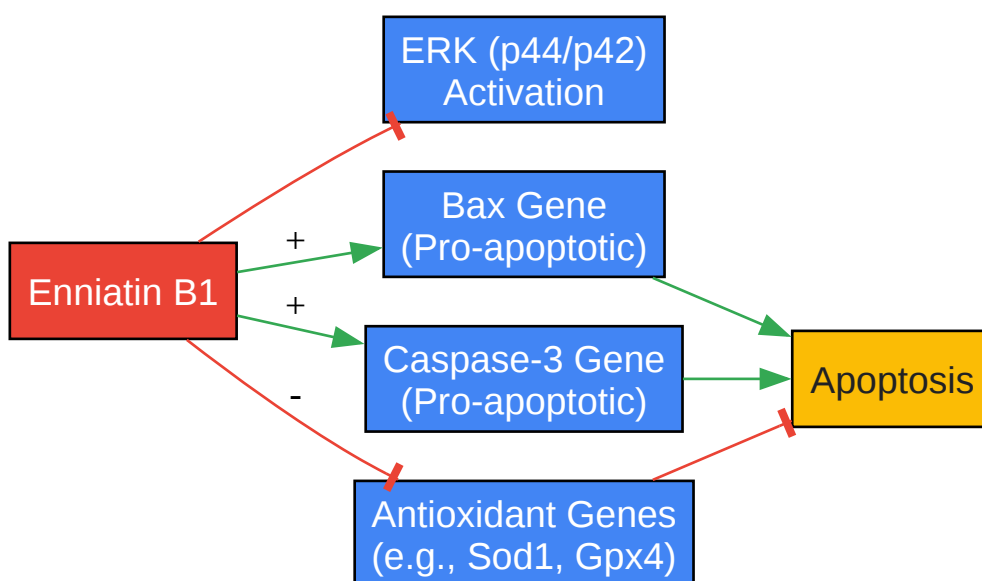 ERK (p44/p42)
Activation
Bax Gene
(Pro-apoptotic)
+
Enniatin B1
+
Caspase-3 Gene
(Pro-apoptotic)
Apoptosis
-
Antioxidant Genes
(e.g., Sod1, Gpx4)